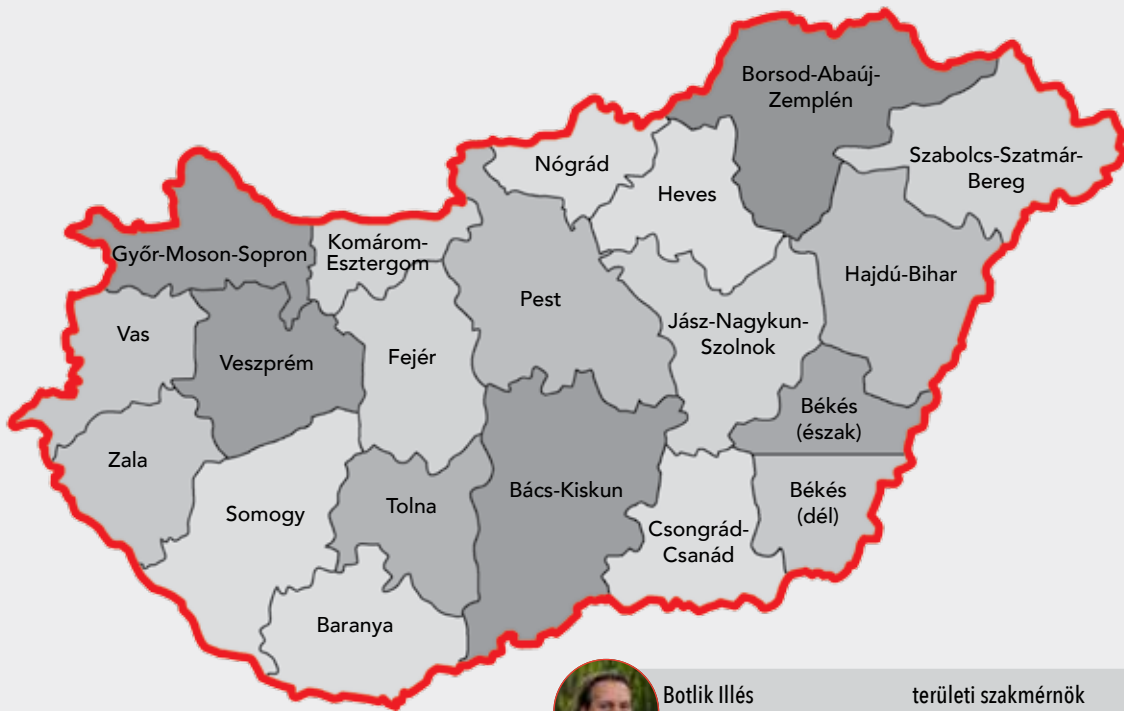 Borsod-Abaúj-
Zemplén
Szabolcs-Szatmár-
Bereg
Nógrád
Heves
Győr-Moson-Sopron
Komárom-
Esztergom
Pest
Hajdú-Bihar
Jász-Nagykun-
Szolnok
Vas
Veszprém
Fejér
Békés
(észak)
Zala
Somogy
Tolna
Bács-Kiskun
Békés
(dél)
Csongrád-
Csanád
Baranya
Botlik Illés területi szakmérnök